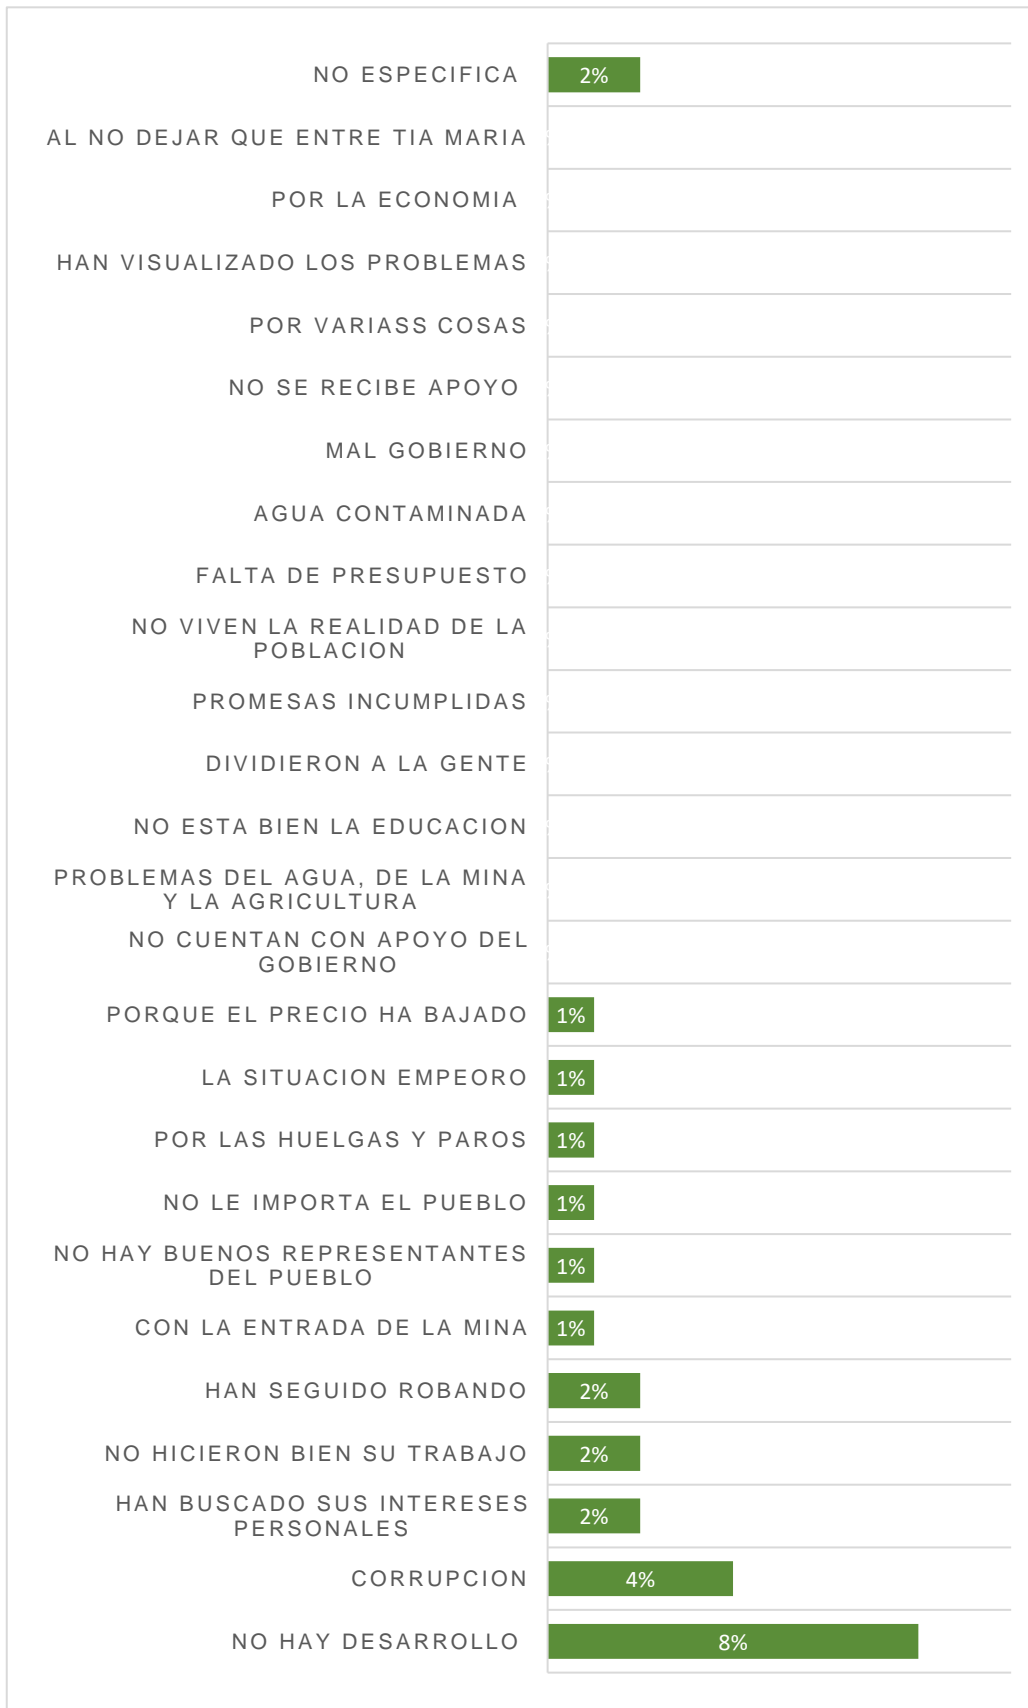 NO ESPECIFICA 2%
AL NO DEJAR QUE ENTRE TIA MARIA
POR LA ECONOMIA
HAN VISUALIZADO LOS PROBLEMAS
POR VARIASS COSAS
NO SE RECIBE APOYO
MAL GOBIERNO
AGUA CONTAMINADA
FALTA DE PRESUPUESTO
NO VIVEN LA REALIDAD DE LA
POBLACION
PROMESAS INCUMPLIDAS
DIVIDIERON A LA GENTE
NO ESTA BIEN LA EDUCACION
PROBLEMAS DEL AGUA, DE LA MINA
Y LA AGRICULTURA
NO CUENTAN CON APOYO DEL
GOBIERNO
PORQUE EL PRECIO HA BAJADO 1%
LA SITUACION EMPEORO 1%
POR LAS HUELGAS Y PAROS 1%
NO LE IMPORTA EL PUEBLO 1%
NO HAY BUENOS REPRESENTANTES
DEL PUEBLO 1%
CON LA ENTRADA DE LA MINA 1%
HAN SEGUIDO ROBANDO 2%
NO HICIERON BIEN SU TRABAJO 2%
HAN BUSCADO SUS INTERESES
PERSONALES 2%
CORRUPCION 4%
NO HAY DESARROLLO 8%